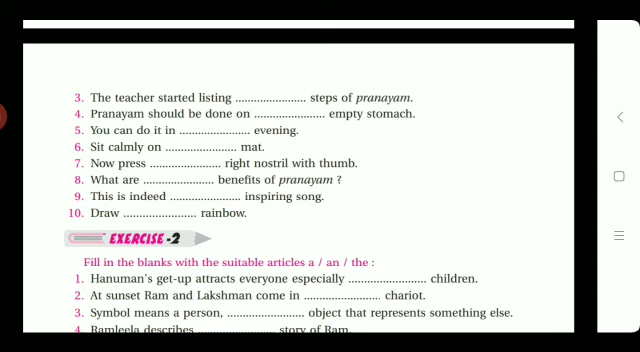 3. The teacher started listing ....................... steps of pranayam.
4. Pranayam should be done on ....................... empty stomach.
5. You can do it in ....................... evening.
6. Sit calmly on ....................... mat.
7. Now press ....................... right nostril with thumb.
8. What are ....................... benefits of pranayam ?
9. This is indeed ....................... inspiring song.
10. Draw ........................ rainbow.
EXERCISE -2
Fill in the blanks with the suitable articles a / an / the :
1. Hanuman's get-up attracts everyone especially ......................... children.
2. At sunset Ram and Lakshman come in ......................... chariot.
3. Symbol means a person, ......................... object that represents something else.
4. Ramleela describes ......................... story of Ram.